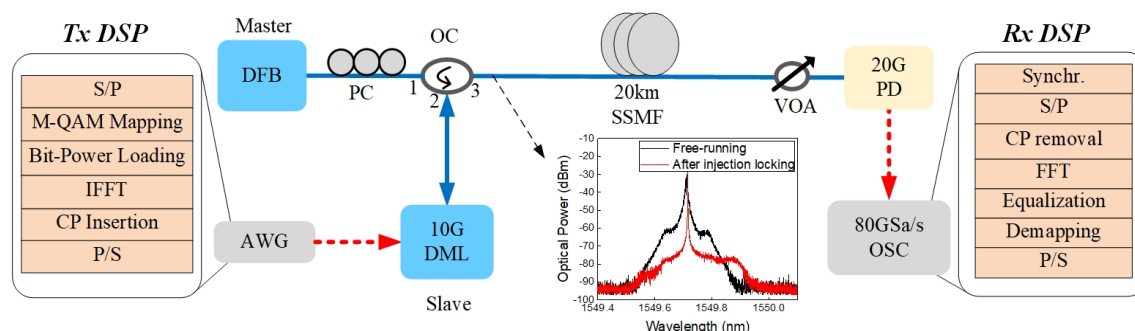 Tx DSP
S/P
M-QAM Mapping
Bit-Power Loading
IFFT
CP Insertion
P/S
Master
DFB
PC
OC
1
2
3
AWG
10G
DML
Slave
20km
SSMF
VOA
20G
PD
80GSa/s
OSC
Rx DSP
Synchr.
S/P
CP removal
FFT
Equalization
Demapping
P/S
Free-running
After injection locking
Optical Power (dBm)
-10
-20
-30
-40
-50
-60
-70
-80
-90
-100
1549.4
1549.6
1549.8
1550.0
Wavelength (nm)